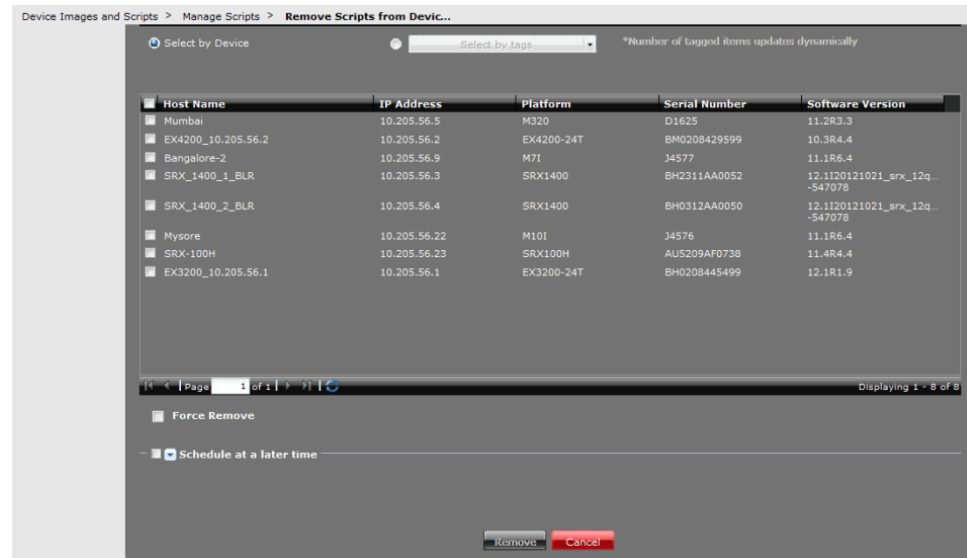 Device Images and Scripts > Manage Scripts > Remove Scripts from Devic...
Select by Device Select by tags *Number of tagged items updates dynamically
Host Name IP Address Platform Serial Number Software Version
Mumbai 10.205.56.5 M320 D1625 11.2R3.3
EX4200_10.205.56.2 10.205.56.2 EX4200-24T BM0208429599 10.3R4.4
Bangalore-2 10.205.56.9 M7I J4577 11.1R6.4
SRX_1400_1_BLR 10.205.56.3 SRX1400 BH2311AA0052 12.1I20121021_srx_12q...
-547078
SRX_1400_2_BLR 10.205.56.4 SRX1400 BH0312AA0050 12.1I20121021_srx_12q...
-547078
Mysore 10.205.56.22 M10I J4576 11.1R6.4
SRX-100H 10.205.56.23 SRX100H AU5209AF0738 11.4R4.4
EX3200_10.205.56.1 10.205.56.1 EX3200-24T BH0208445499 12.1R1.9
Page 1 of 1 Displaying 1 - 8 of 8
Force Remove
Schedule at a later time
Remove Cancel